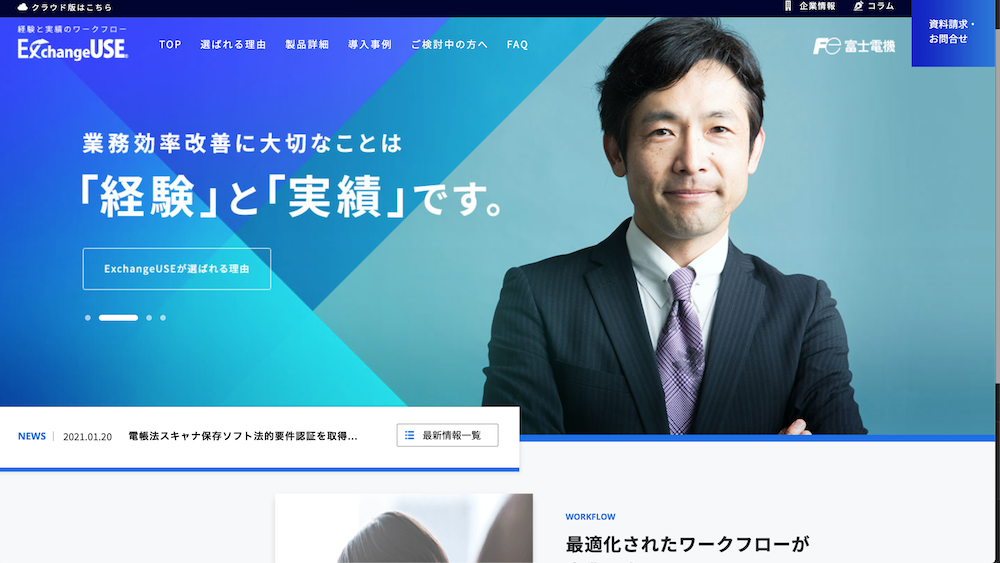 クラウド版はこちら
企業情報
コラム
資料請求・
お問合せ
経験と実績のワークフロー
ExchangeUSE
TOP
選ばれる理由
製品詳細
導入事例
ご検討中の方へ
FAQ
富士電機
業務効率改善に大切なことは
「経験」と「実績」です。
ExchangeUSEが選ばれる理由
NEWS
2021.01.20
電帳法スキャナ保存ソフト法的要件認証を取得...
最新情報一覧
WORKFLOW
最適化されたワークフローが